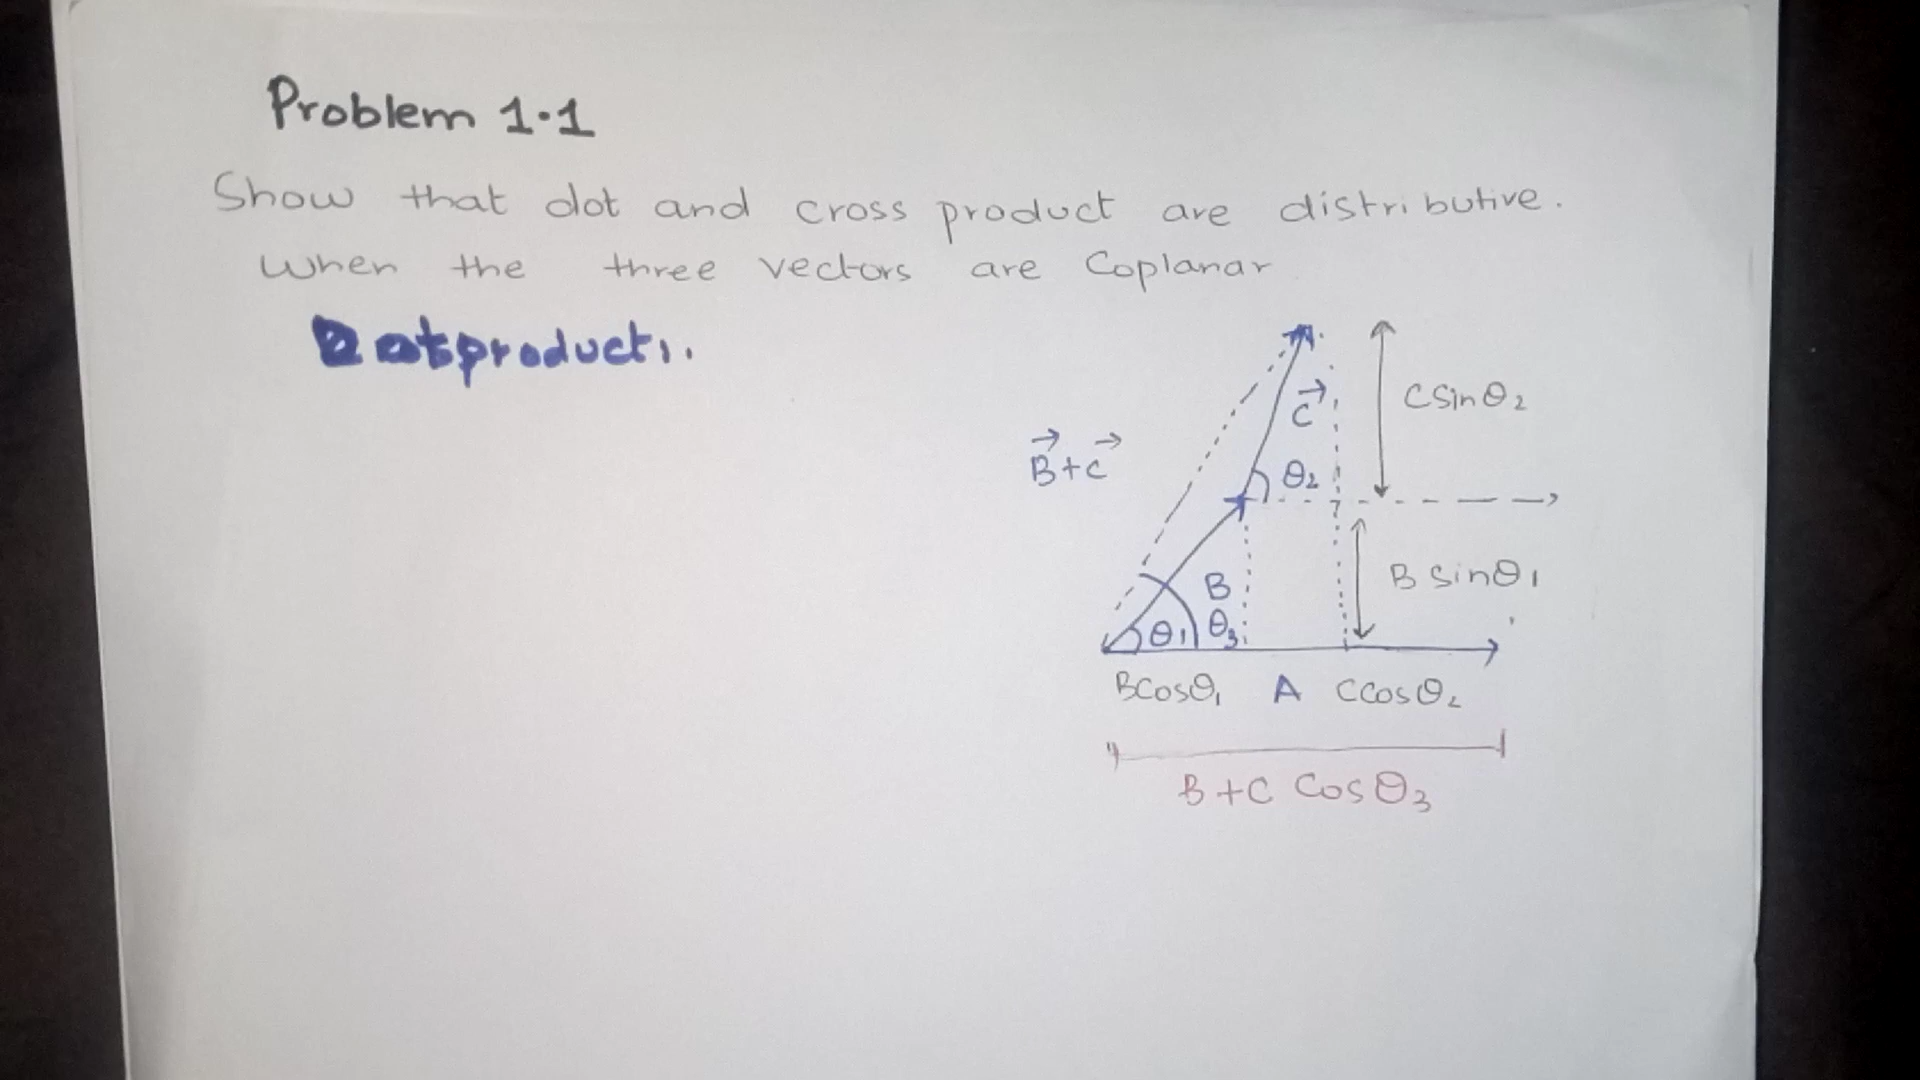 Problem 1.1
Show that dot and cross product are distributive.
When the three vectors are Coplanar
Dot product:.
C
C Sin θ2
B + C
θ2
B
B Sin θ1
θ1 θ3
B Cos θ1 A C Cos θ2
B + C Cos θ3